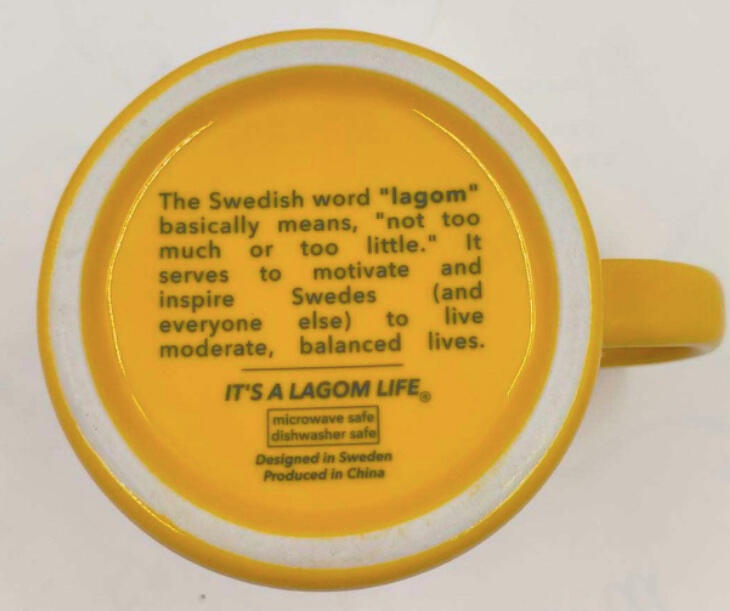 The Swedish word "lagom"
basically means, "not too
much or too little." It
serves to motivate and
inspire Swedes (and
everyone else) to live
moderate, balanced lives.
IT'S A LAGOM LIFE®
microwave safe
dishwasher safe
Designed in Sweden
Produced in China